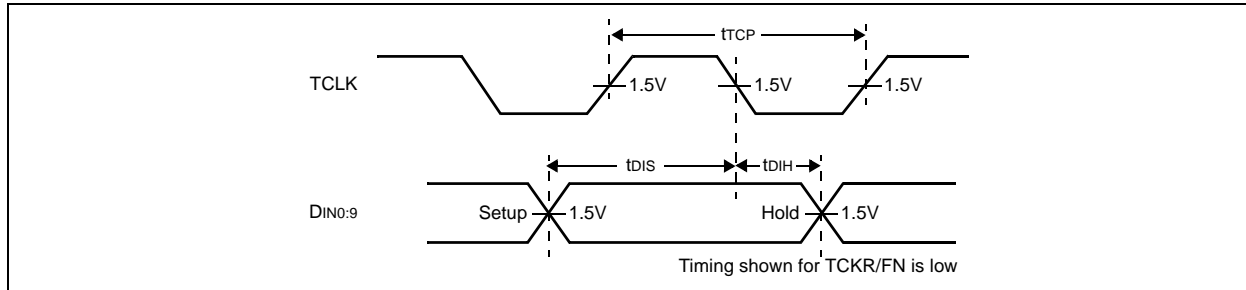 tTCP
TCLK
1.5V
1.5V
1.5V
tDIS
tDIH
DIN0:9
Setup
1.5V
Hold
1.5V
Timing shown for TCKR/FN is low